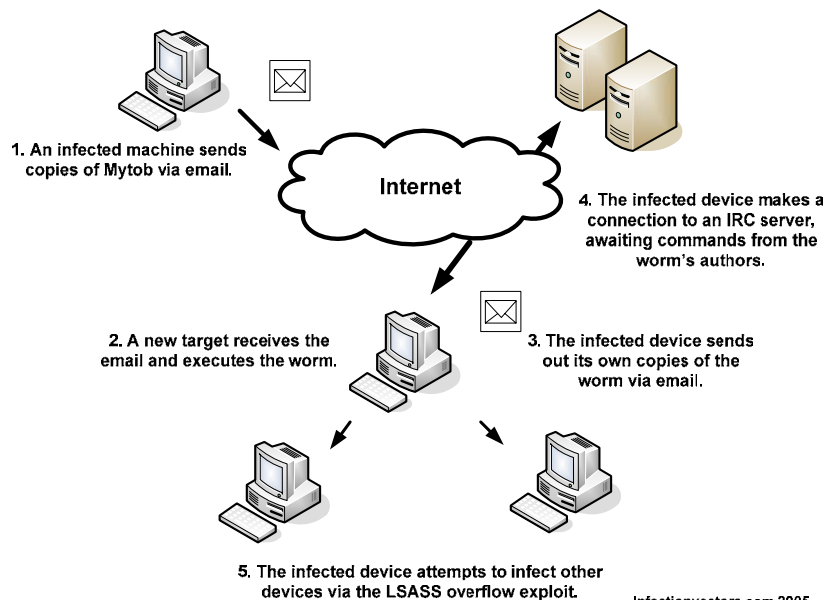 1. An infected machine sends
copies of Mytob via email.
Internet
4. The infected device makes a
connection to an IRC server,
awaiting commands from the
worm's authors.
2. A new target receives the
email and executes the worm.
3. The infected device sends
out its own copies of the
worm via email.
5. The infected device attempts to infect other
devices via the LSASS overflow exploit.
Infectionvectors.com 2005